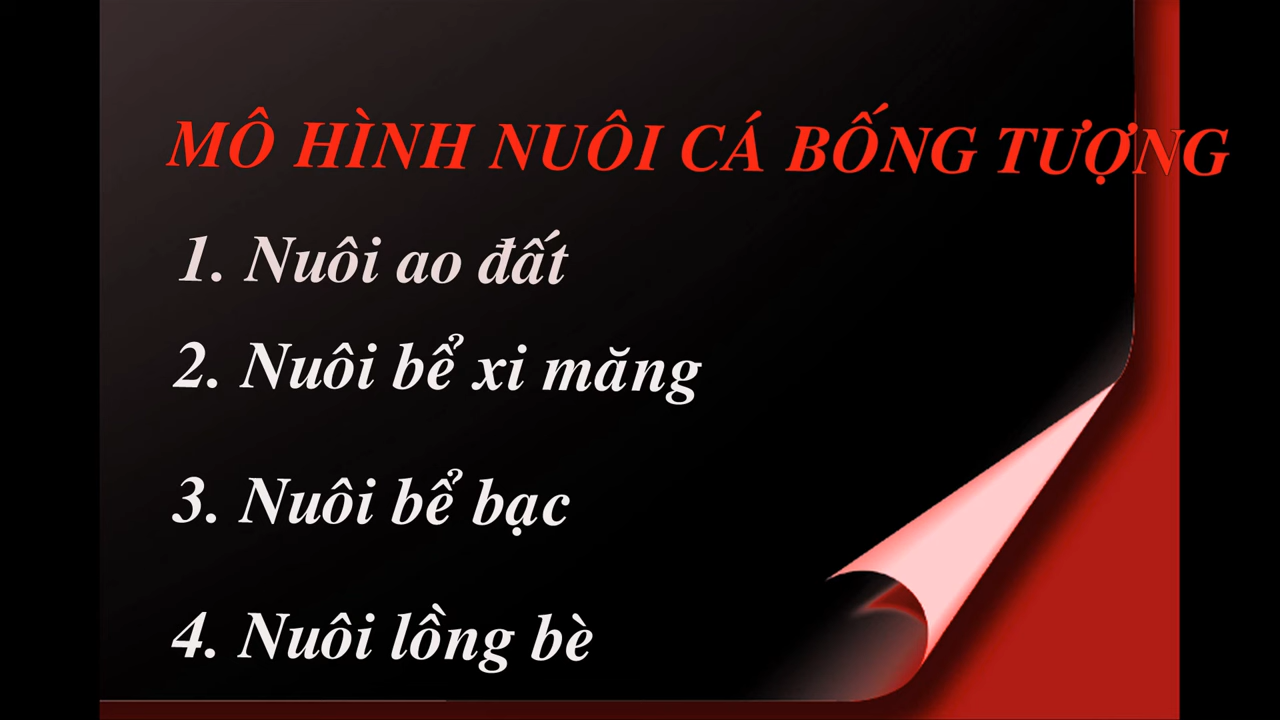 MÔ HÌNH NUÔI CÁ BỐNG TƯỢNG
1. Nuôi ao đất
2. Nuôi bể xi măng
3. Nuôi bể bạc
4. Nuôi lồng bè